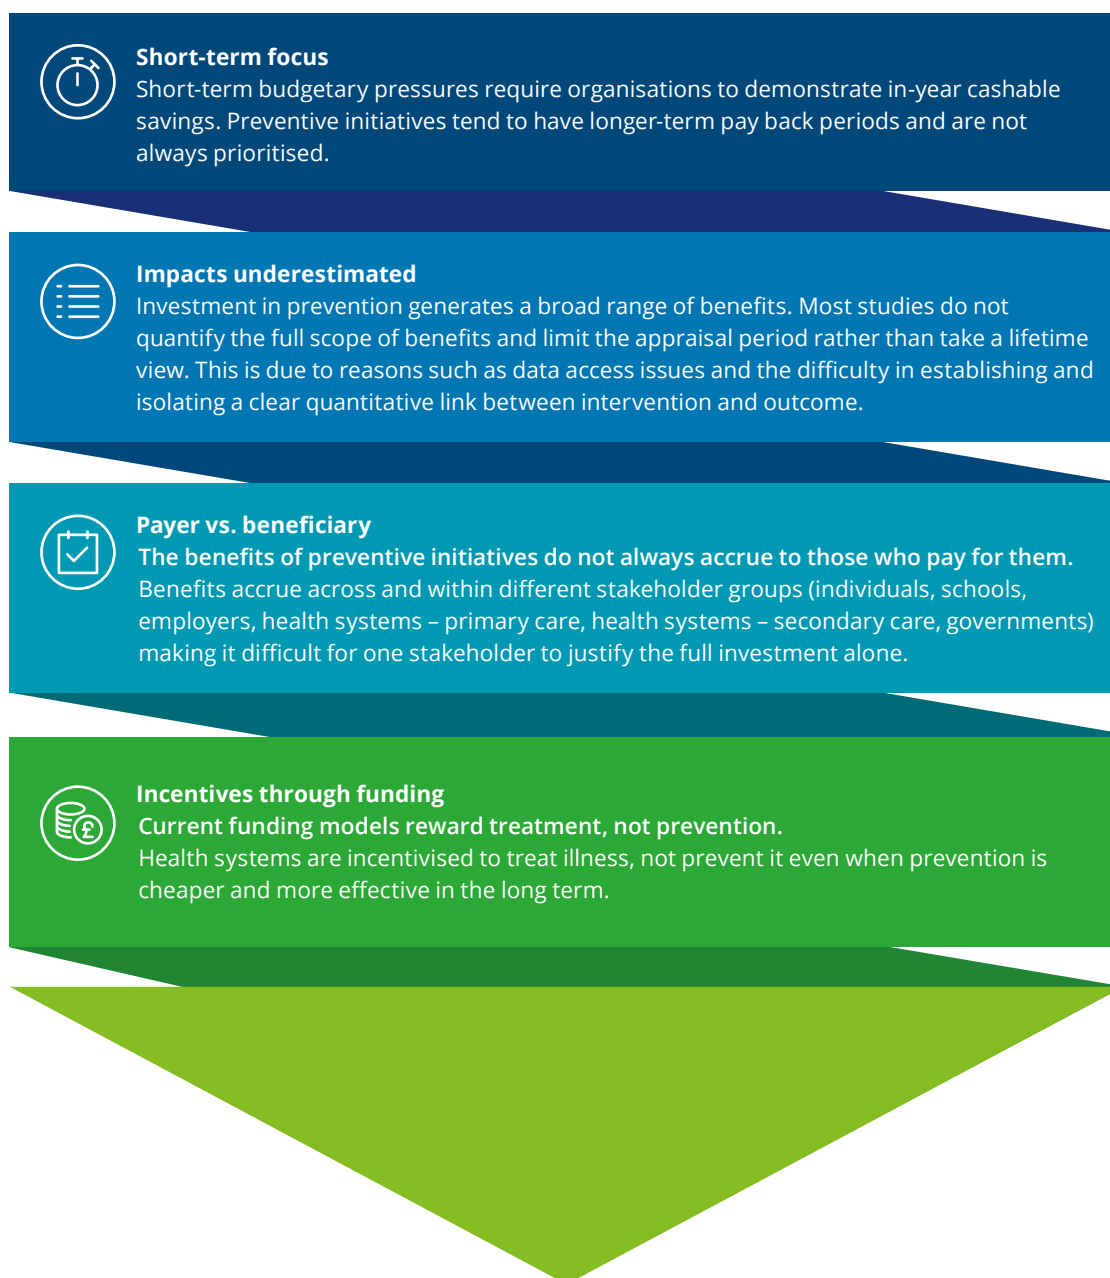 Short-term focus
Short-term budgetary pressures require organisations to demonstrate in-year cashable
savings. Preventive initiatives tend to have longer-term pay back periods and are not
always prioritised.
Impacts underestimated
Investment in prevention generates a broad range of benefits. Most studies do not
quantify the full scope of benefits and limit the appraisal period rather than take a lifetime
view. This is due to reasons such as data access issues and the difficulty in establishing and
isolating a clear quantitative link between intervention and outcome.
Payer vs. beneficiary
The benefits of preventive initiatives do not always accrue to those who pay for them.
Benefits accrue across and within different stakeholder groups (individuals, schools,
employers, health systems – primary care, health systems – secondary care, governments)
making it difficult for one stakeholder to justify the full investment alone.
£
Incentives through funding
Current funding models reward treatment, not prevention.
Health systems are incentivised to treat illness, not prevent it even when prevention is
cheaper and more effective in the long term.